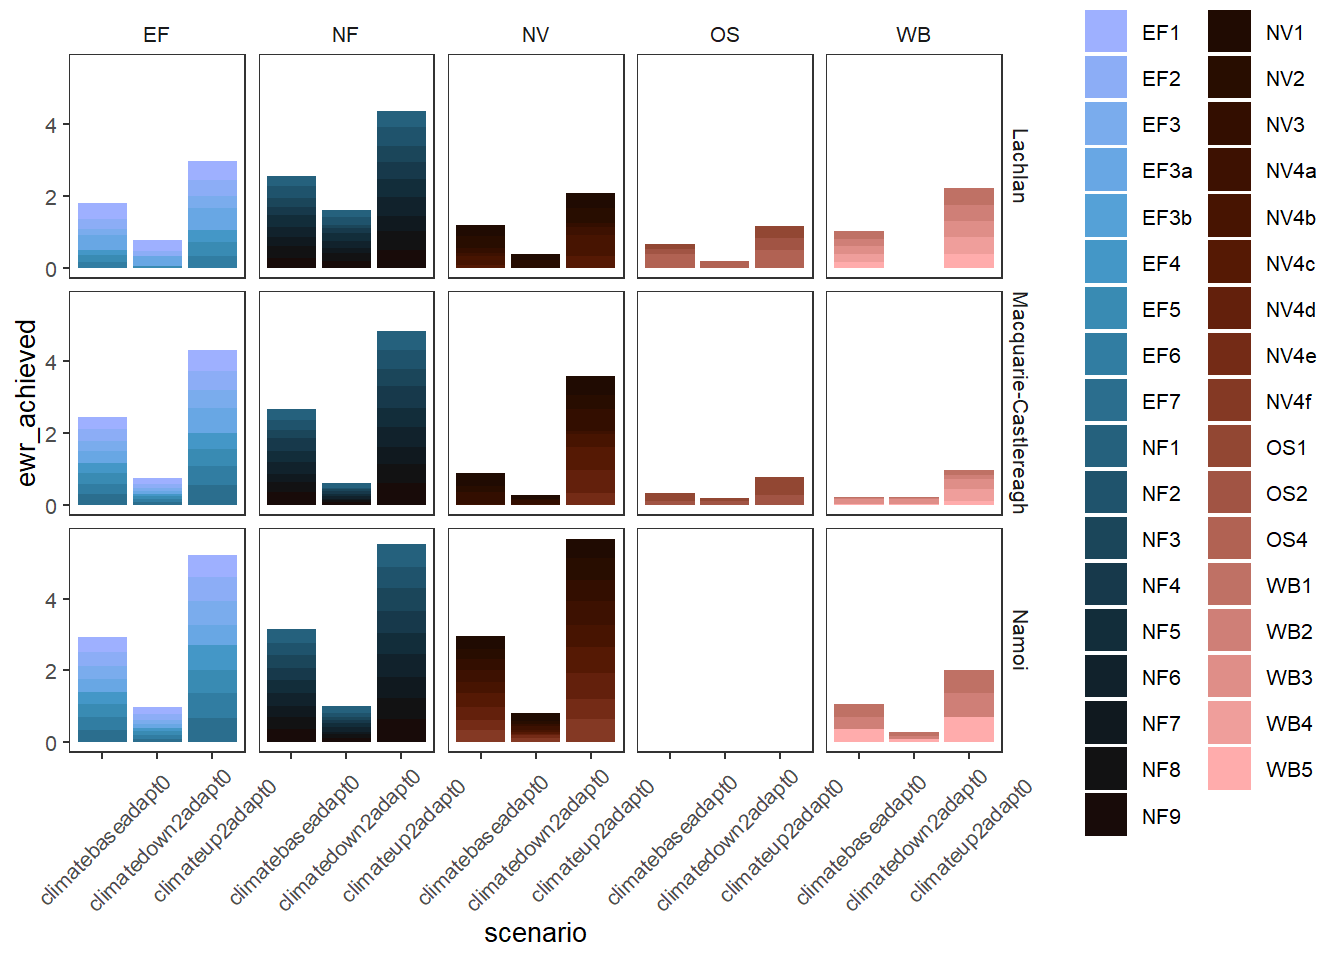 EF
NF
NV
OS
WB
Lachlan
4
2
0
Macquarie-Castlereagh
4
2
0
Namoi
4
2
0
ewr_achieved
climatebaseadapt0
climatedown2adapt0
climateup2adapt0
climatebaseadapt0
climatedown2adapt0
climateup2adapt0
climatebaseadapt0
climatedown2adapt0
climateup2adapt0
climatebaseadapt0
climatedown2adapt0
climateup2adapt0
climatebaseadapt0
climatedown2adapt0
climateup2adapt0
scenario
EF1
EF2
EF3
EF3a
EF3b
EF4
EF5
EF6
EF7
NF1
NF2
NF3
NF4
NF5
NF6
NF7
NF8
NF9
NV1
NV2
NV3
NV4a
NV4b
NV4c
NV4d
NV4e
NV4f
OS1
OS2
OS4
WB1
WB2
WB3
WB4
WB5